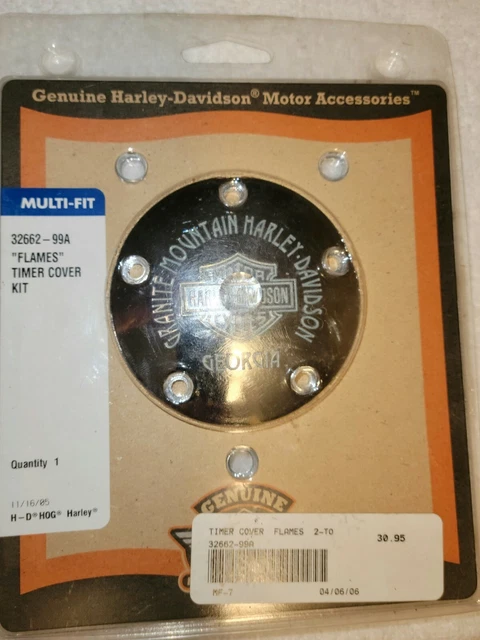 Genuine Harley-Davidson® Motor Accessories™
MULTI-FIT
32662-99A
"FLAMES"
TIMER COVER
KIT
Quantity 1
11/16/05
H-D® HOG® Harley®
GRANITE MOUNTAIN HARLEY-DAVIDSON
MOTOR
HARLEY-DAVIDSON
GEORGIA
GENUINE
TIMER COVER FLAMES 2-TO
32662-99A
30.95
MF-7
04/06/06